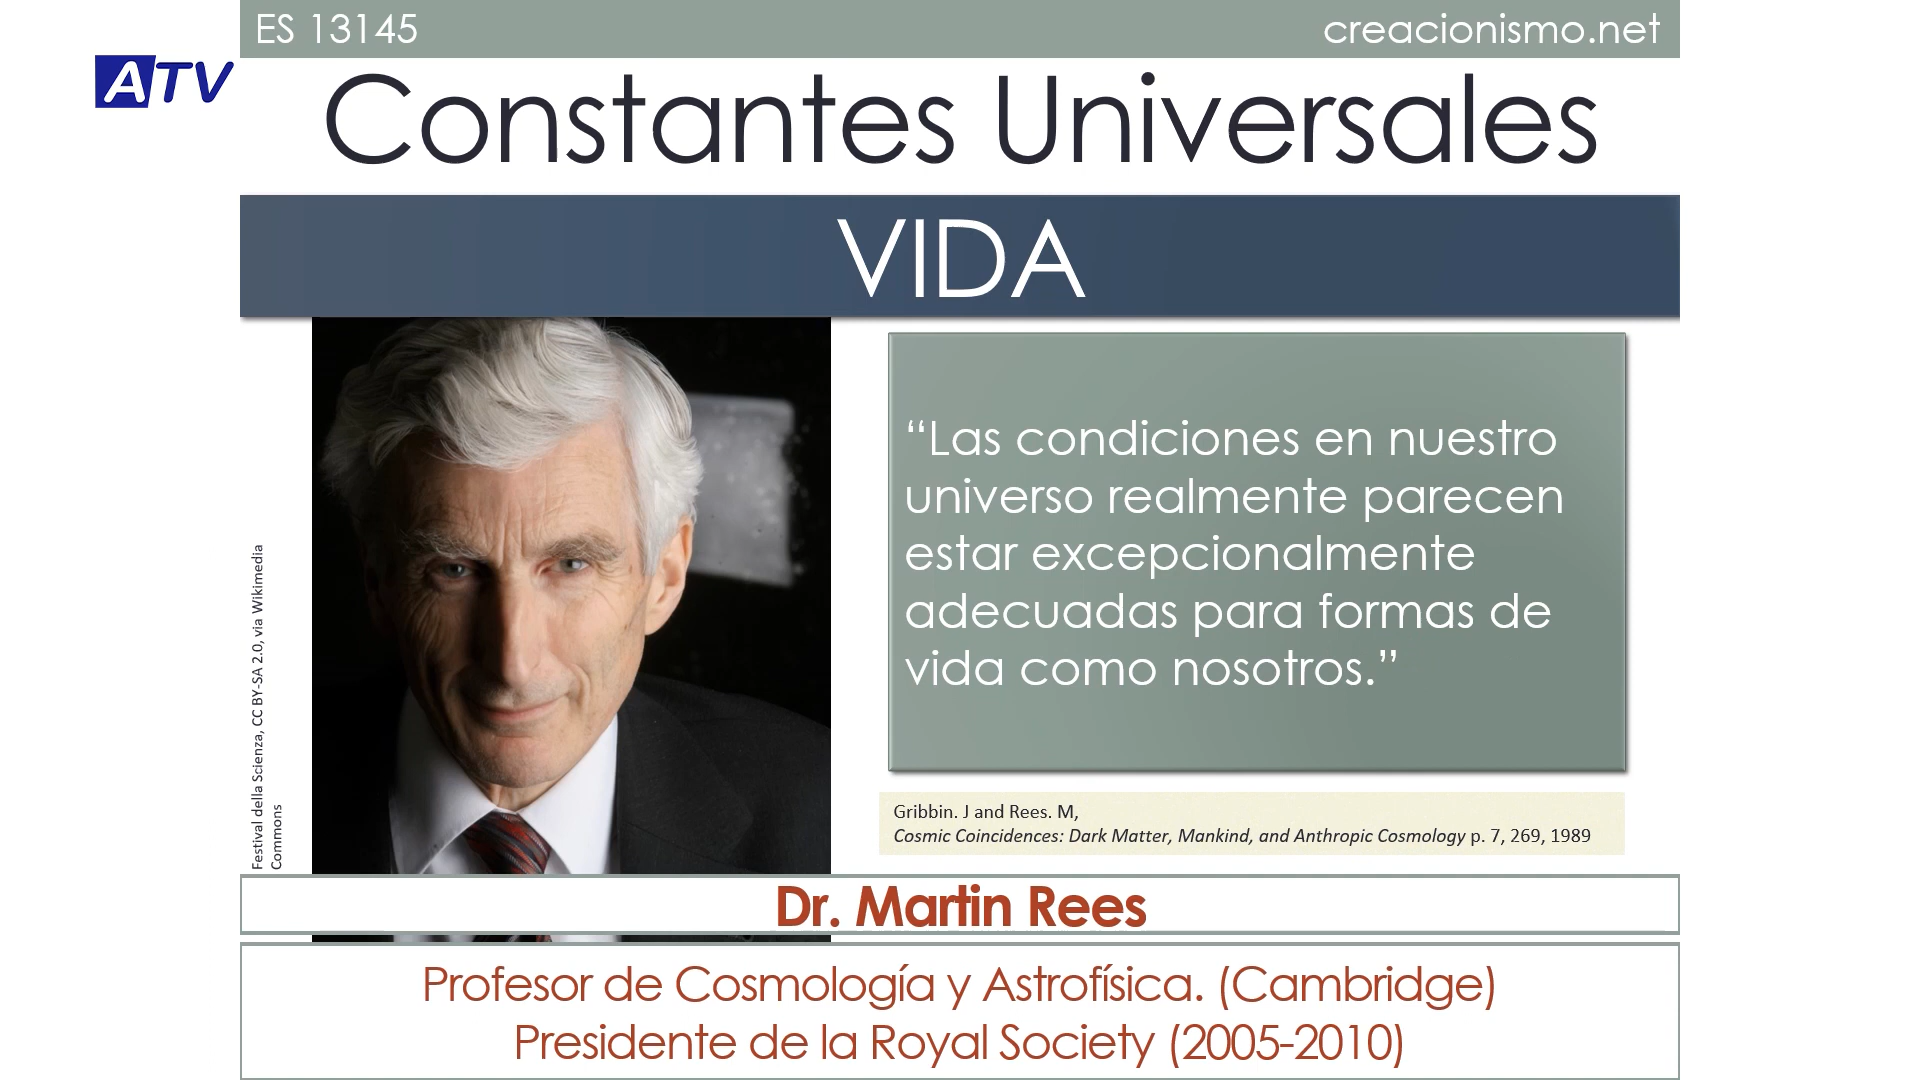 ES 13145
creacionismo.net
ATV
Constantes Universales
VIDA
“Las condiciones en nuestro
universo realmente parecen
estar excepcionalmente
adecuadas para formas de
vida como nosotros.”
Festival della Scienza, CC BY-SA 2.0, via Wikimedia
Commons
Gribbin. J and Rees. M,
Cosmic Coincidences: Dark Matter, Mankind, and Anthropic Cosmology p. 7, 269, 1989
Dr. Martin Rees
Profesor de Cosmología y Astrofísica. (Cambridge)
Presidente de la Royal Society (2005-2010)